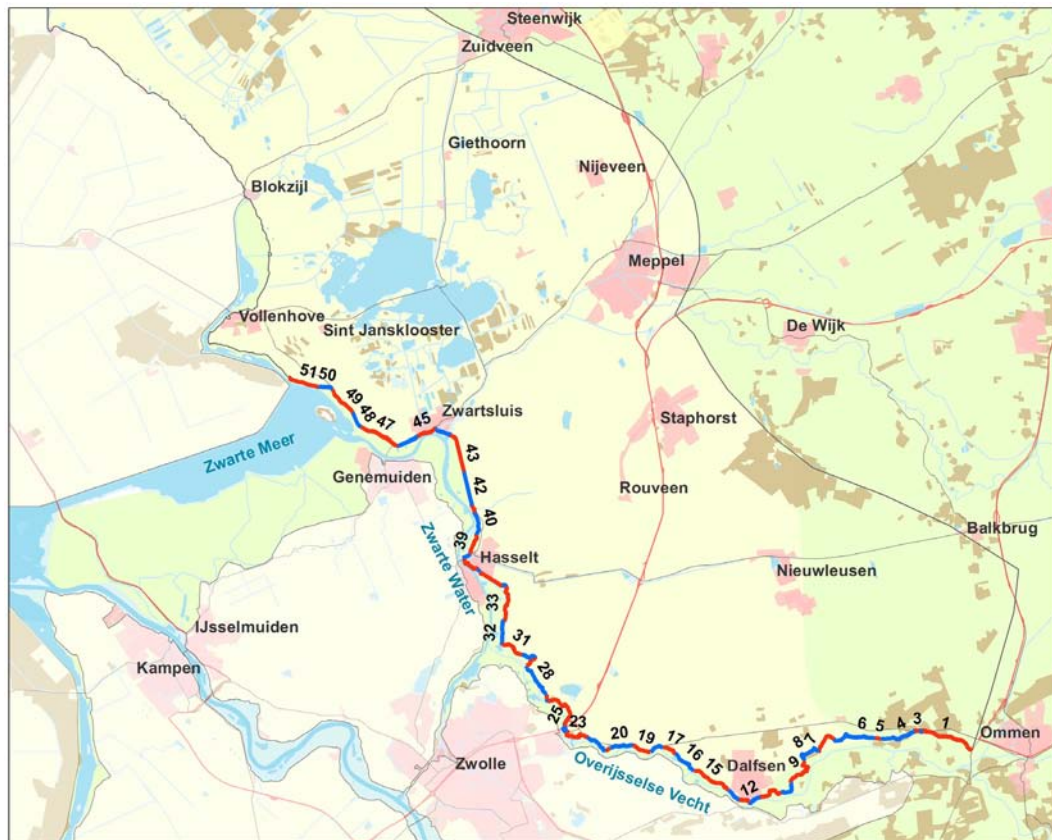 Steenwijk
Zuidveen
Giethoorn
Nijeveen
Blokzijl
Meppel
Vollenhove
Sint Jansklooster
De Wijk
51 50
49
48
47
45
Zwartsluis
Staphorst
Zwarte Meer
43
Genemuiden
42
Rouveen
40
Balkbrug
39
Hasselt
Zwarte Water
Nieuwleusen
33
32
IJsselmuiden
31
Kampen
28
25
23
20
19
17
16
15
12
9
8
7
6
5
4
3
1
Ommen
Zwolle
Dalfsen
Overijsselse Vecht